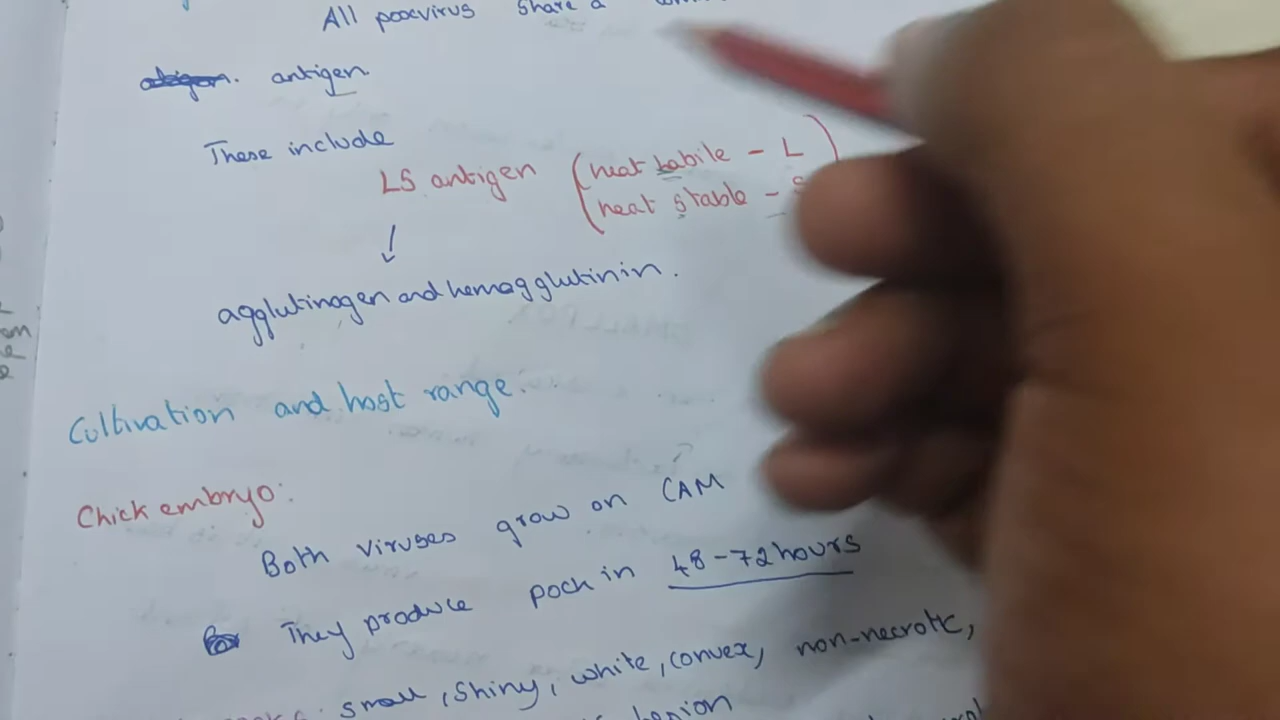 All poxvirus share a
antigen
These include
LS antigen (heat labile - L
heat stable - S)
agglutinogen and hemagglutinin.
Cultivation and host range.
Chick embryo:
Both viruses grow on CAM
They produce pock in 48-72 hours
small, shiny, white, convex, non-necrotic,
lesion